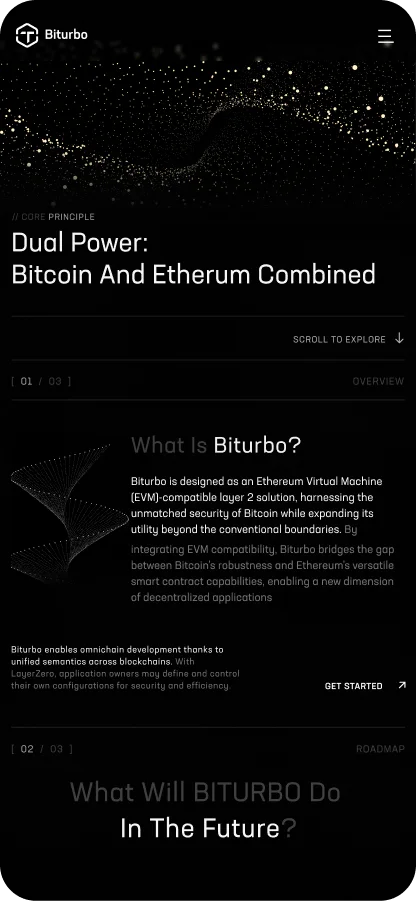 Biturbo
// CORE PRINCIPLE
Dual Power:
Bitcoin And Etherum Combined
SCROLL TO EXPLORE ↓
[ 01 / 03 ] OVERVIEW
What Is Biturbo?
Biturbo is designed as an Ethereum Virtual Machine
(EVM)-compatible layer 2 solution, harnessing the
unmatched security of Bitcoin while expanding its
utility beyond the conventional boundaries. By
integrating EVM compatibility, Biturbo bridges the gap
between Bitcoin's robustness and Ethereum's versatile
smart contract capabilities, enabling a new dimension
of decentralized applications
Biturbo enables omnichain development thanks to
unified semantics across blockchains. With
LayerZero, application owners may define and control
their own configurations for security and efficiency.
GET STARTED ↗
[ 02 / 03 ] ROADMAP
What Will BITURBO Do
In The Future?